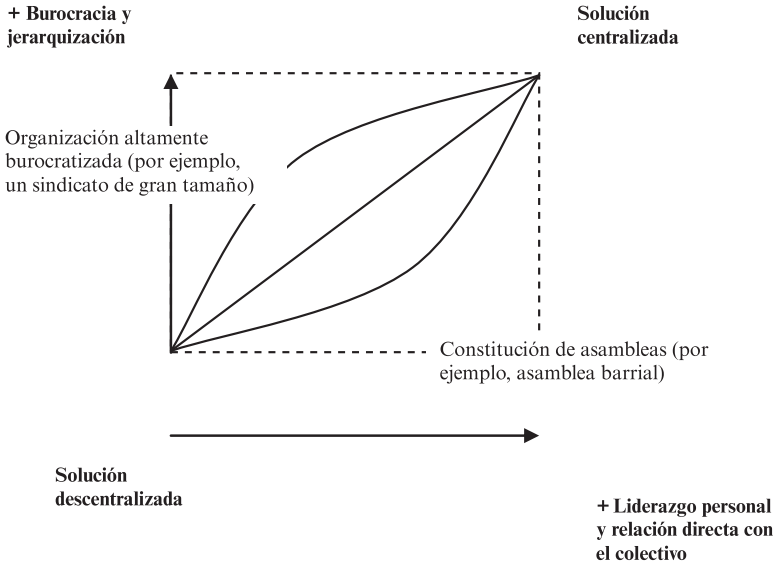 + Burocracia y
jerarquización
Solución
centralizada
Organización altamente
burocratizada (por ejemplo,
un sindicato de gran tamaño)
Constitución de asambleas (por
ejemplo, asamblea barrial)
Solución
descentralizada
+ Liderazgo personal
y relación directa con
el colectivo